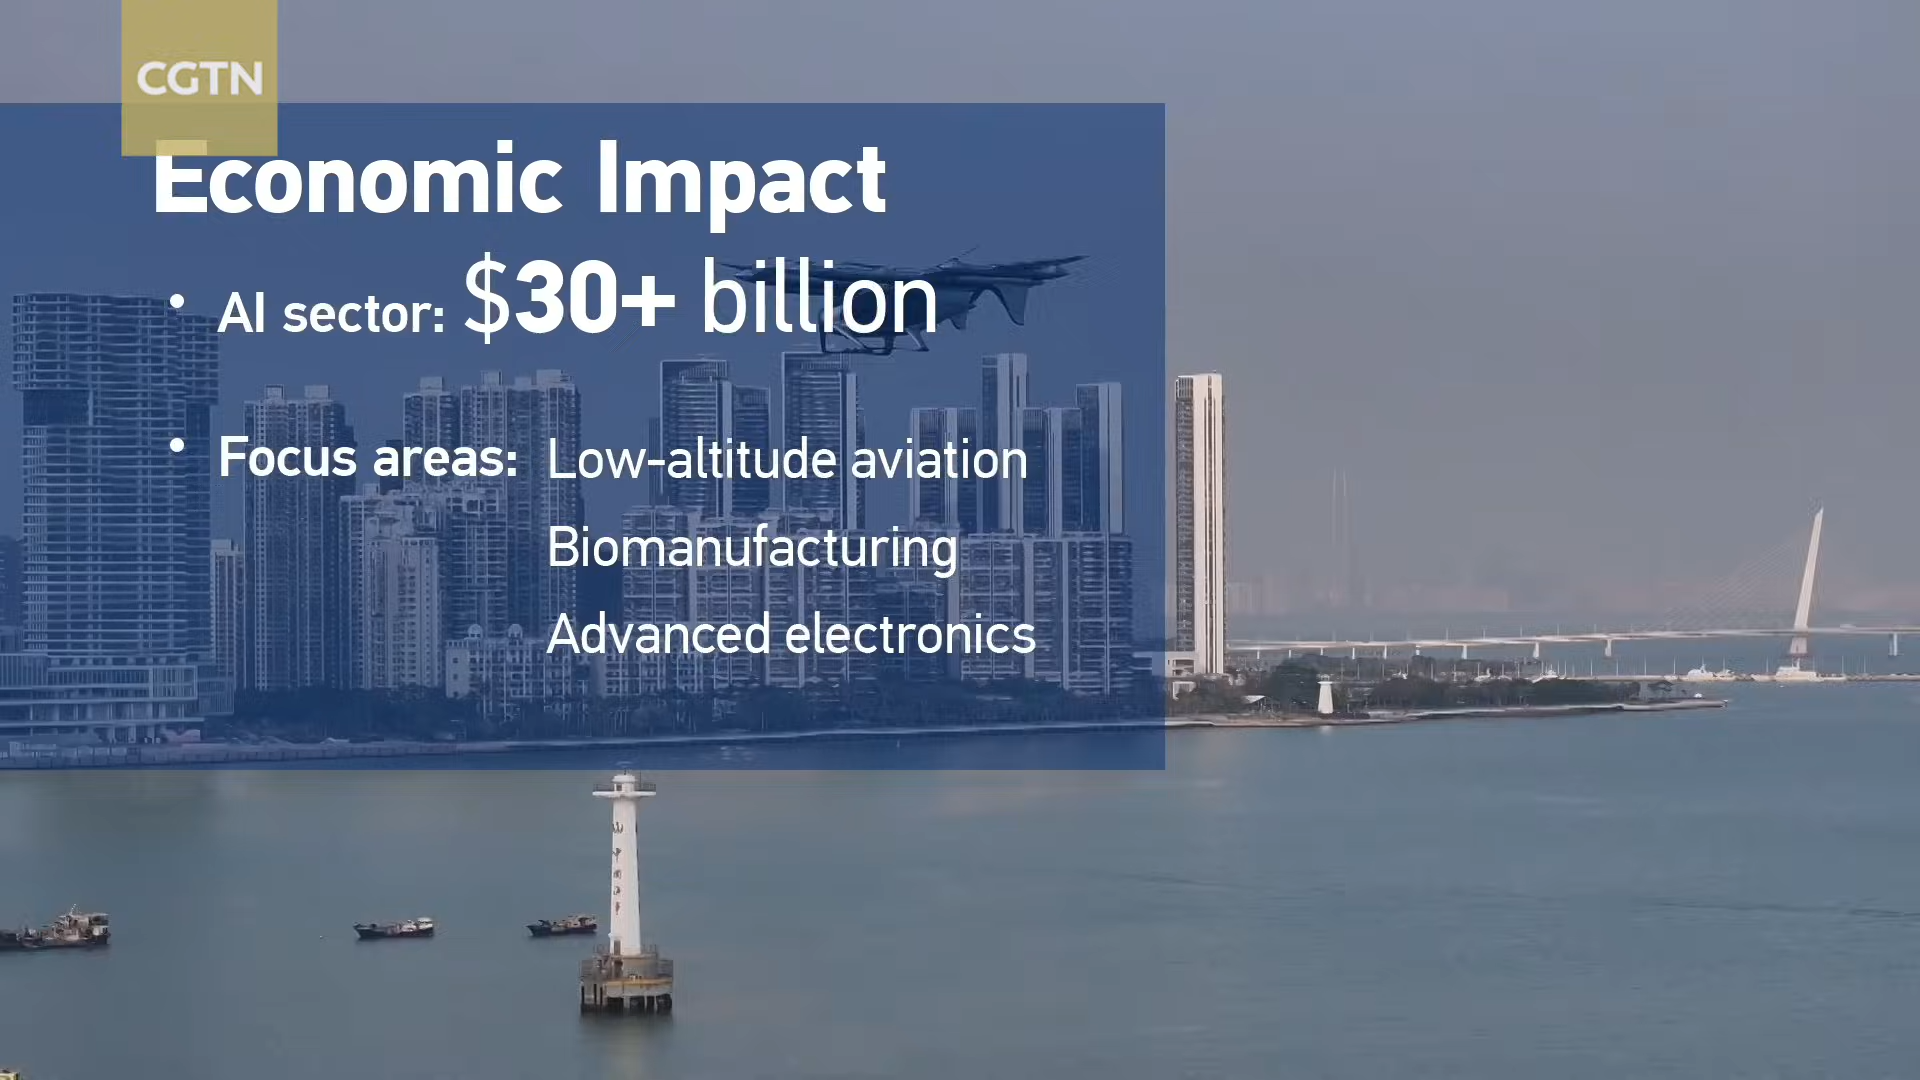 CGTN
Economic Impact
• AI sector: $30+ billion
• Focus areas: Low-altitude aviation
Biomanufacturing
Advanced electronics